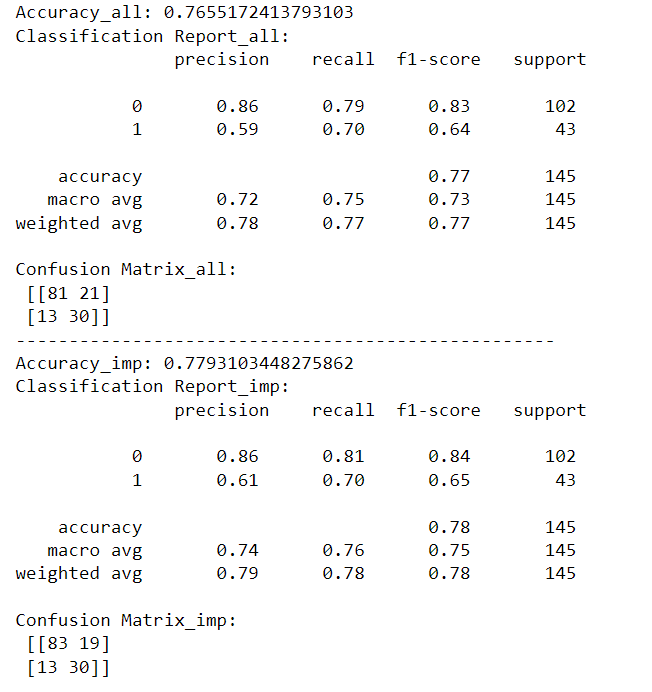 Accuracy_all: 0.7655172413793103
Classification Report_all:
precision recall f1-score support
0 0.86 0.79 0.83 102
1 0.59 0.70 0.64 43
accuracy 0.77 145
macro avg 0.72 0.75 0.73 145
weighted avg 0.78 0.77 0.77 145
Confusion Matrix_all:
[[81 21]
[13 30]]
---------------------------------------------------
Accuracy_imp: 0.7793103448275862
Classification Report_imp:
precision recall f1-score support
0 0.86 0.81 0.84 102
1 0.61 0.70 0.65 43
accuracy 0.78 145
macro avg 0.74 0.76 0.75 145
weighted avg 0.79 0.78 0.78 145
Confusion Matrix_imp:
[[83 19]
[13 30]]